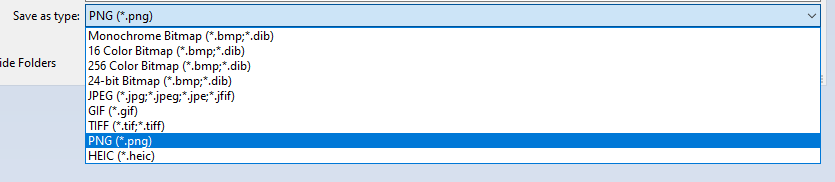 Save as type: PNG (*.png)
Monochrome Bitmap (*.bmp;*.dib)
16 Color Bitmap (*.bmp;*.dib)
256 Color Bitmap (*.bmp;*.dib)
24-bit Bitmap (*.bmp;*.dib)
JPEG (*.jpg;*.jpeg;*.jpe;*.jfif)
GIF (*.gif)
TIFF (*.tif;*.tiff)
PNG (*.png)
HEIC (*.heic)
ide Folders